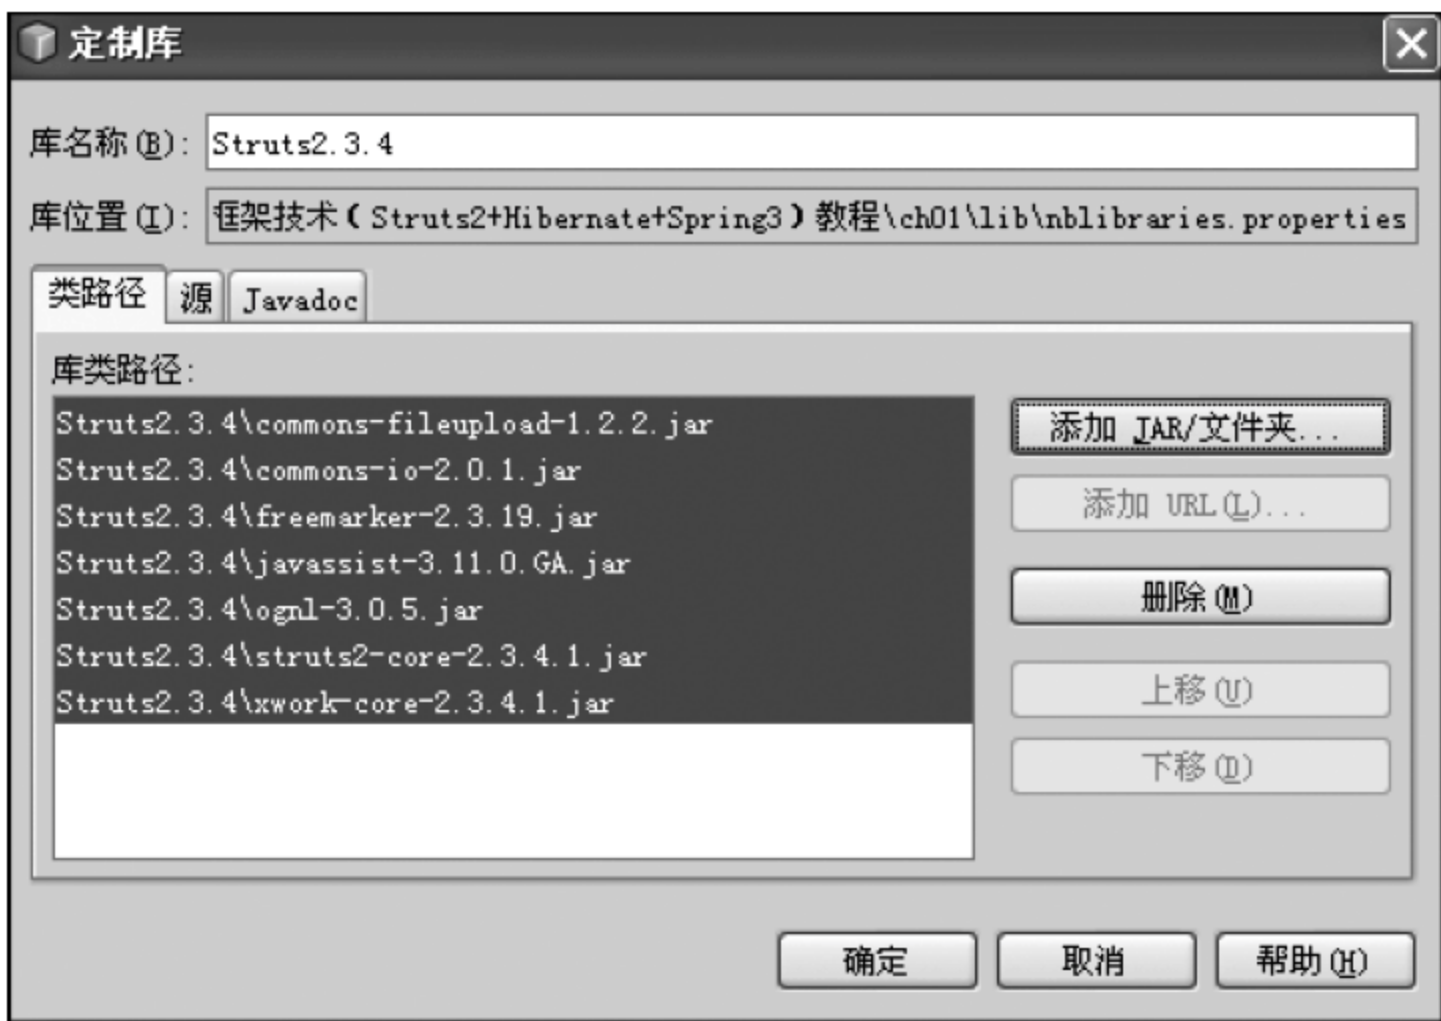 定制库
库名称(B): Struts2.3.4
库位置(I): 框架技术(Struts2+Hibernate+Spring3)教程\ch01\lib\nblibraries.properties
类路径 源 Javadoc
库类路径:
Struts2.3.4\commons-fileupload-1.2.2.jar
Struts2.3.4\commons-io-2.0.1.jar
Struts2.3.4\freemarker-2.3.19.jar
Struts2.3.4\javassist-3.11.0.GA.jar
Struts2.3.4\ognl-3.0.5.jar
Struts2.3.4\struts2-core-2.3.4.1.jar
Struts2.3.4\xwork-core-2.3.4.1.jar
添加 JAR/文件夹...
添加 URL(L)...
删除(M)
上移(U)
下移(D)
确定 取消 帮助(H)